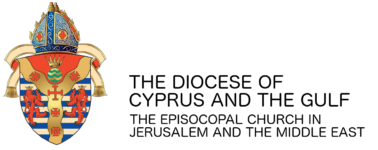 THE DIOCESE OF
CYPRUS AND THE GULF
THE EPISCOPAL CHURCH IN
JERUSALEM AND THE MIDDLE EAST